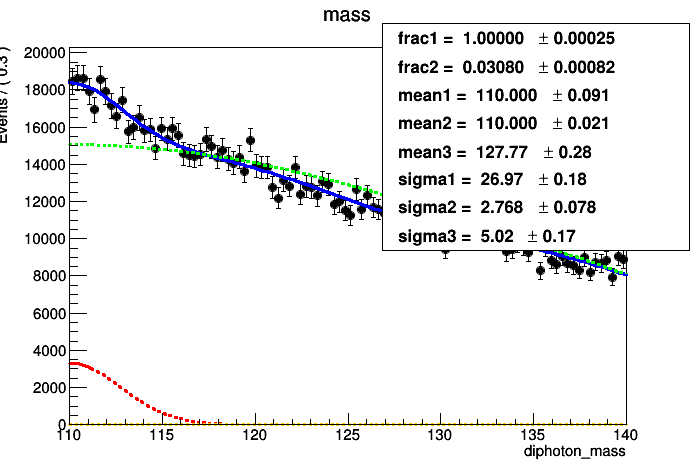 mass
frac1 = 1.00000 ± 0.00025
frac2 = 0.03080 ± 0.00082
mean1 = 110.000 ± 0.091
mean2 = 110.000 ± 0.021
mean3 = 127.77 ± 0.28
sigma1 = 26.97 ± 0.18
sigma2 = 2.768 ± 0.078
sigma3 = 5.02 ± 0.17
Events / ( 0.3 )
20000
18000
16000
14000
12000
10000
8000
6000
4000
2000
0
110 115 120 125 130 135 140
diphoton_mass